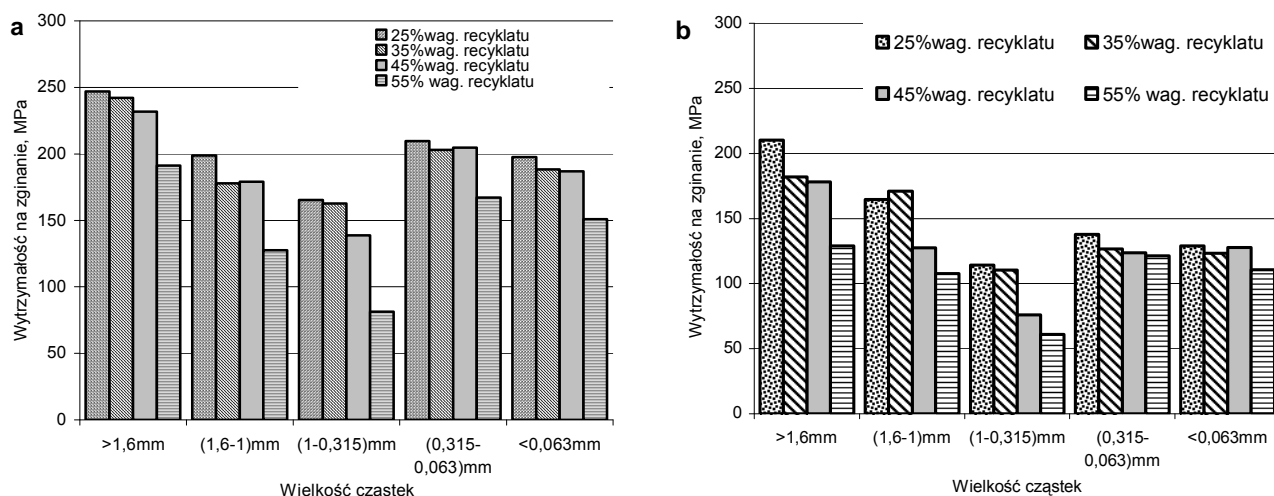 a
300
250
200
150
100
50
0
Wytrzymałość na zginanie, MPa
25%wag. recyklatu
35%wag. recyklatu
45%wag. recyklatu
55% wag. recyklatu
>1,6mm
(1,6-1)mm
(1-0,315)mm
(0,315-
0,063)mm
<0,063mm
Wielkość czastek
b
300
250
200
150
100
50
0
Wytrzymałość na zginanie, MPa
25%wag. recyklatu
35%wag. recyklatu
45%wag. recyklatu
55% wag. recyklatu
>1,6mm
(1,6-1)mm
(1-0,315)mm
(0,315-
0,063)mm
<0,063mm
Wielkość cząstek